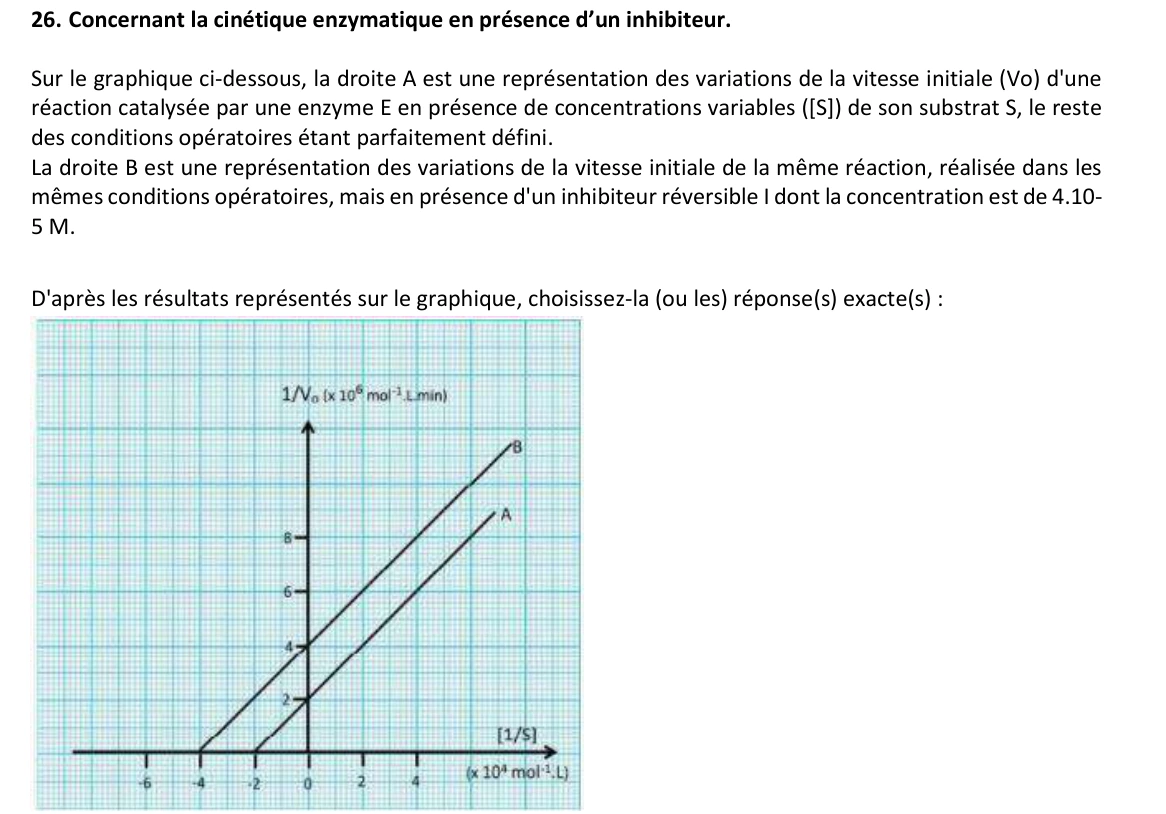 26. Concernant la cinétique enzymatique en présence d’un inhibiteur.
Sur le graphique ci-dessous, la droite A est une représentation des variations de la vitesse initiale (Vo) d'une
réaction catalysée par une enzyme E en présence de concentrations variables ([S]) de son substrat S, le reste
des conditions opératoires étant parfaitement défini.
La droite B est une représentation des variations de la vitesse initiale de la même réaction, réalisée dans les
mêmes conditions opératoires, mais en présence d'un inhibiteur réversible I dont la concentration est de 4.10-
5 M.
D'après les résultats représentés sur le graphique, choisissez-la (ou les) réponse(s) exacte(s) :
1/V₀ (x 10⁶ mol⁻¹.L.min)
B
A
8
6
4
2
[1/S]
(x 10⁴ mol⁻¹.L)
-6 -4 -2 0 2 4